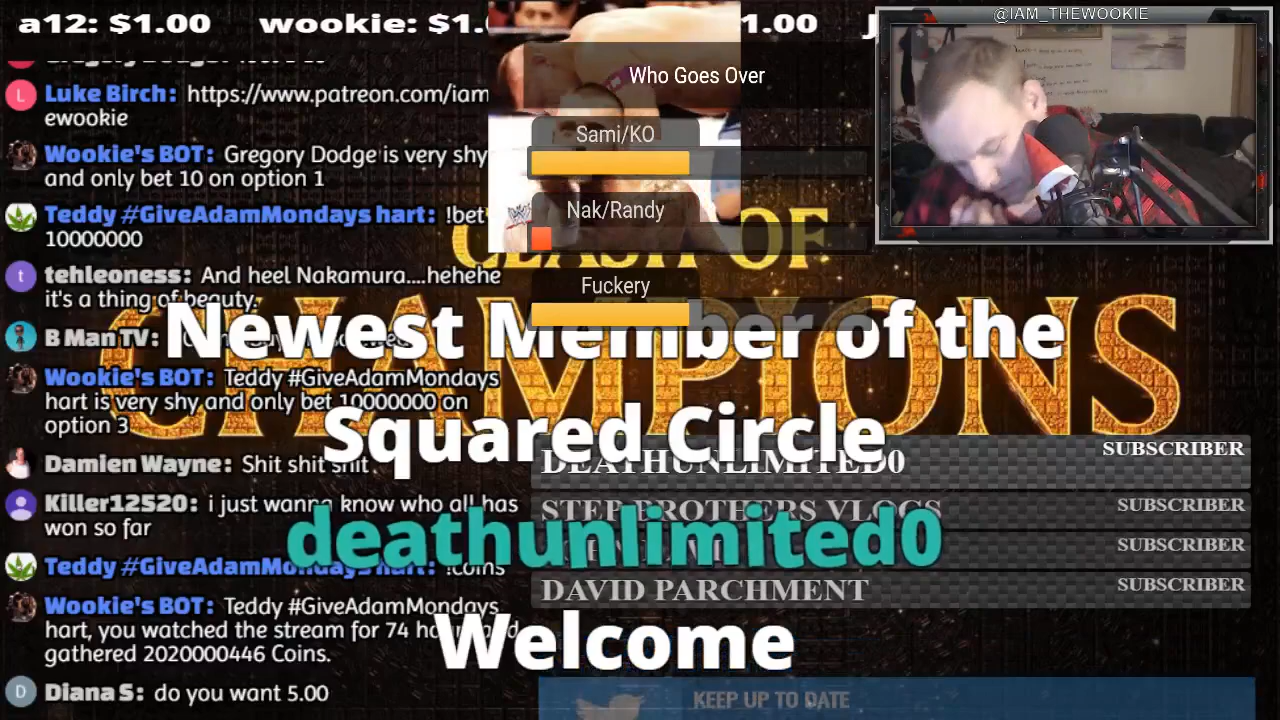 a12: $1.00 wookie: $1. 1.00 J
@IAM_THEWOOKIE
Luke Birch: https://www.patreon.com/iam
ewookie
Wookie's BOT: Gregory Dodge is very shy
and only bet 10 on option 1
Teddy #GiveAdamMondays hart: !bet
10000000
tehleoness: And heel Nakamura....hehehe
it's a thing of beauty.
B Man TV:
Wookie's BOT: Teddy #GiveAdamMondays
hart is very shy and only bet 10000000 on
option 3
Damien Wayne: Shit shit shit
Killer12520: i just wanna know who all has
won so far
Teddy #GiveAdamMondays hart: !coins
Wookie's BOT: Teddy #GiveAdamMondays
hart, you watched the stream for 74 hours and
gathered 2020000446 Coins.
Diana S: do you want 5.00
Who Goes Over
Sami/KO
Nak/Randy
Fuckery
CLASH OF
CHAMPIONS
Newest Member of the
Squared Circle
deathunlimited0
Welcome
DEATHUNLIMITED0 SUBSCRIBER
STEP BROTHERS VLOGS SUBSCRIBER
SUBSCRIBER
DAVID PARCHMENT SUBSCRIBER
KEEP UP TO DATE